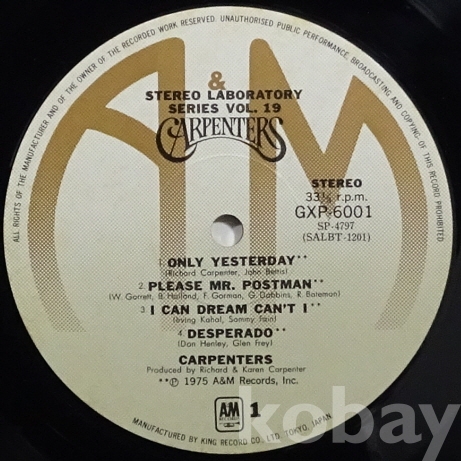 ALL RIGHTS OF THE MANUFACTURER AND OF THE OWNER OF THE RECORDED WORK RESERVED. UNAUTHORISED PUBLIC PERFORMANCE, BROADCASTING AND COPYING OF THIS RECORD PROHIBITED
A&M
STEREO LABORATORY
SERIES VOL. 19
CARPENTERS
STEREO
33⅓ r.p.m.
GXP-6001
SP-4797
(SALBT-1201)
1. ONLY YESTERDAY**
(Richard Carpenter, John Bettis)
2. PLEASE MR. POSTMAN**
(W. Garrett, B. Holland, F. Gorman, G. Dobbins, R. Bateman)
3. I CAN DREAM CAN'T I**
(Irving Kahal, Sammy Fain)
4. DESPERADO**
(Don Henley, Glen Frey)
CARPENTERS
Produced by Richard & Karen Carpenter
**℗ 1975 A&M Records, Inc.
A&M
RECORDS
1
MANUFACTURED BY KING RECORD CO., LTD. TOKYO, JAPAN
kobay